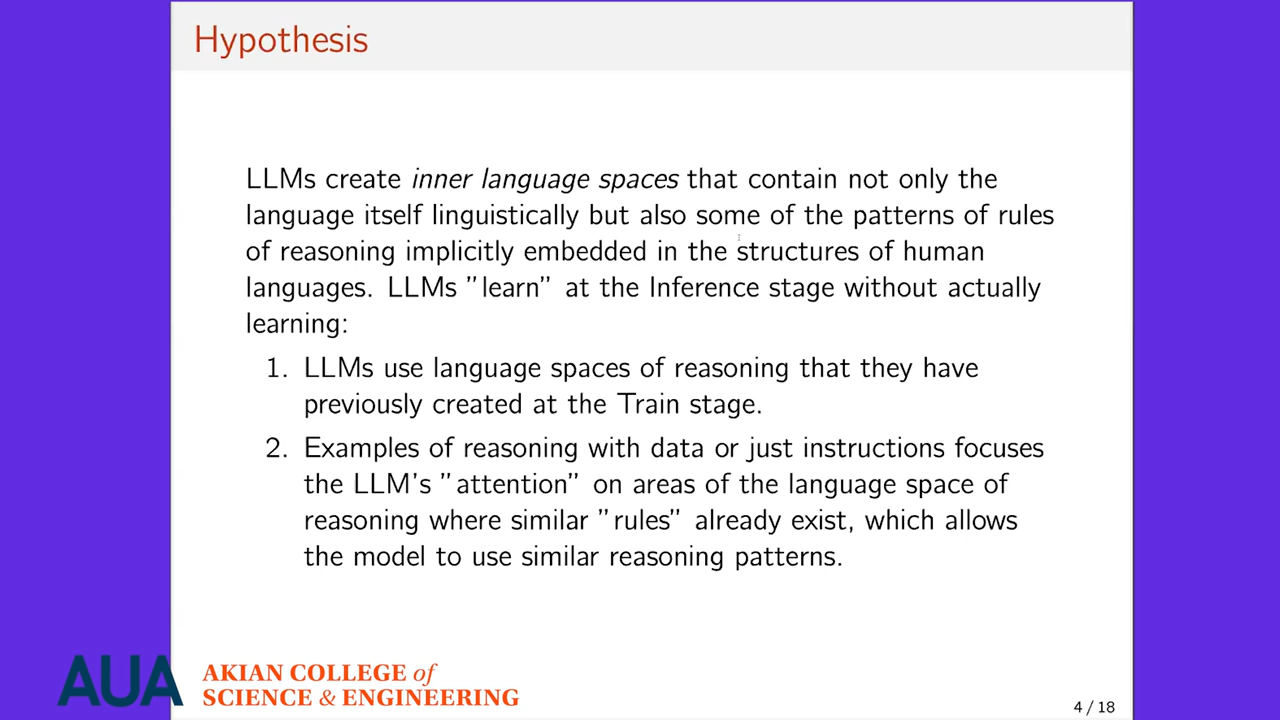 Hypothesis
LLMs create inner language spaces that contain not only the
language itself linguistically but also some of the patterns of rules
of reasoning implicitly embedded in the structures of human
languages. LLMs ”learn” at the Inference stage without actually
learning:
1. LLMs use language spaces of reasoning that they have
previously created at the Train stage.
2. Examples of reasoning with data or just instructions focuses
the LLM's ”attention” on areas of the language space of
reasoning where similar ”rules” already exist, which allows
the model to use similar reasoning patterns.
AUA
AKIAN COLLEGE of
SCIENCE & ENGINEERING
4 / 18